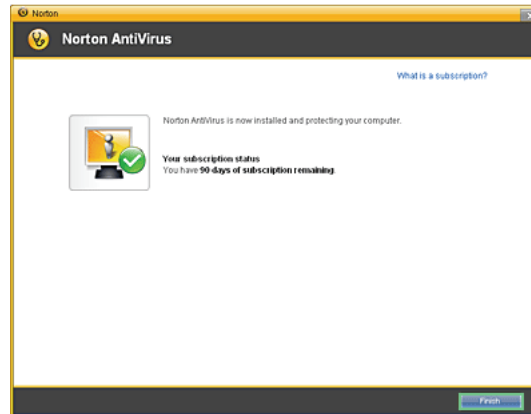 Norton
Norton AntiVirus
What is a subscription?
Norton AntiVirus is now installed and protecting your computer.
Your subscription status
You have 90 days of subscription remaining.
Finish